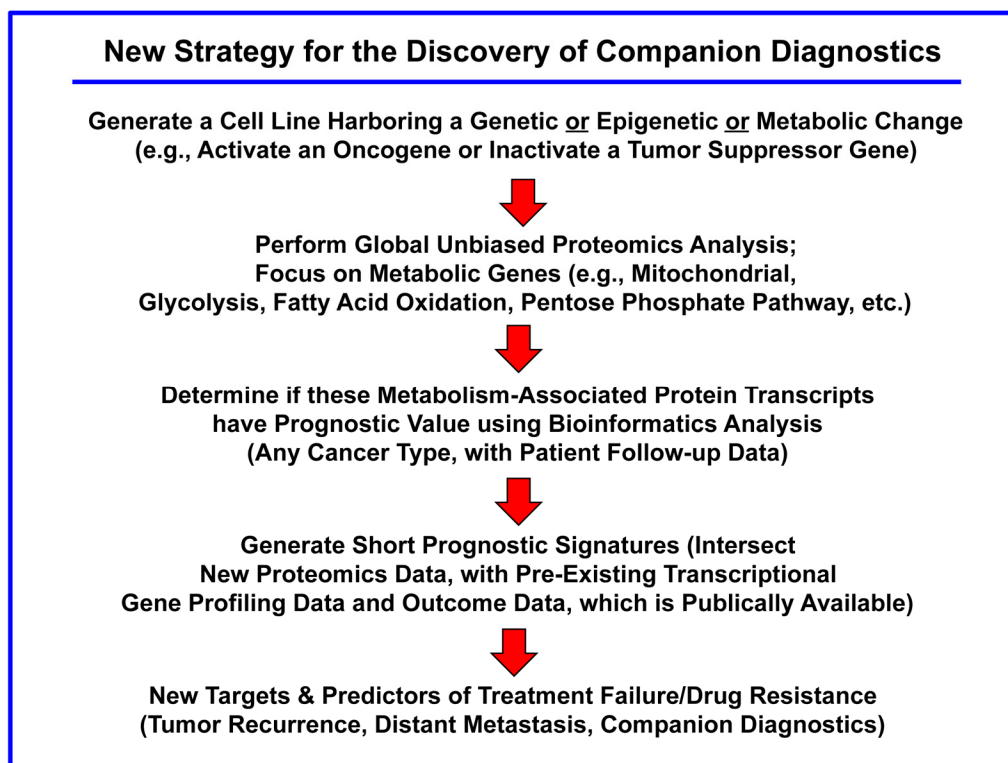 New Strategy for the Discovery of Companion Diagnostics
Generate a Cell Line Harboring a Genetic or Epigenetic or Metabolic Change
(e.g., Activate an Oncogene or Inactivate a Tumor Suppressor Gene)
Perform Global Unbiased Proteomics Analysis;
Focus on Metabolic Genes (e.g., Mitochondrial,
Glycolysis, Fatty Acid Oxidation, Pentose Phosphate Pathway, etc.)
Determine if these Metabolism-Associated Protein Transcripts
have Prognostic Value using Bioinformatics Analysis
(Any Cancer Type, with Patient Follow-up Data)
Generate Short Prognostic Signatures (Intersect
New Proteomics Data, with Pre-Existing Transcriptional
Gene Profiling Data and Outcome Data, which is Publically Available)
New Targets & Predictors of Treatment Failure/Drug Resistance
(Tumor Recurrence, Distant Metastasis, Companion Diagnostics)